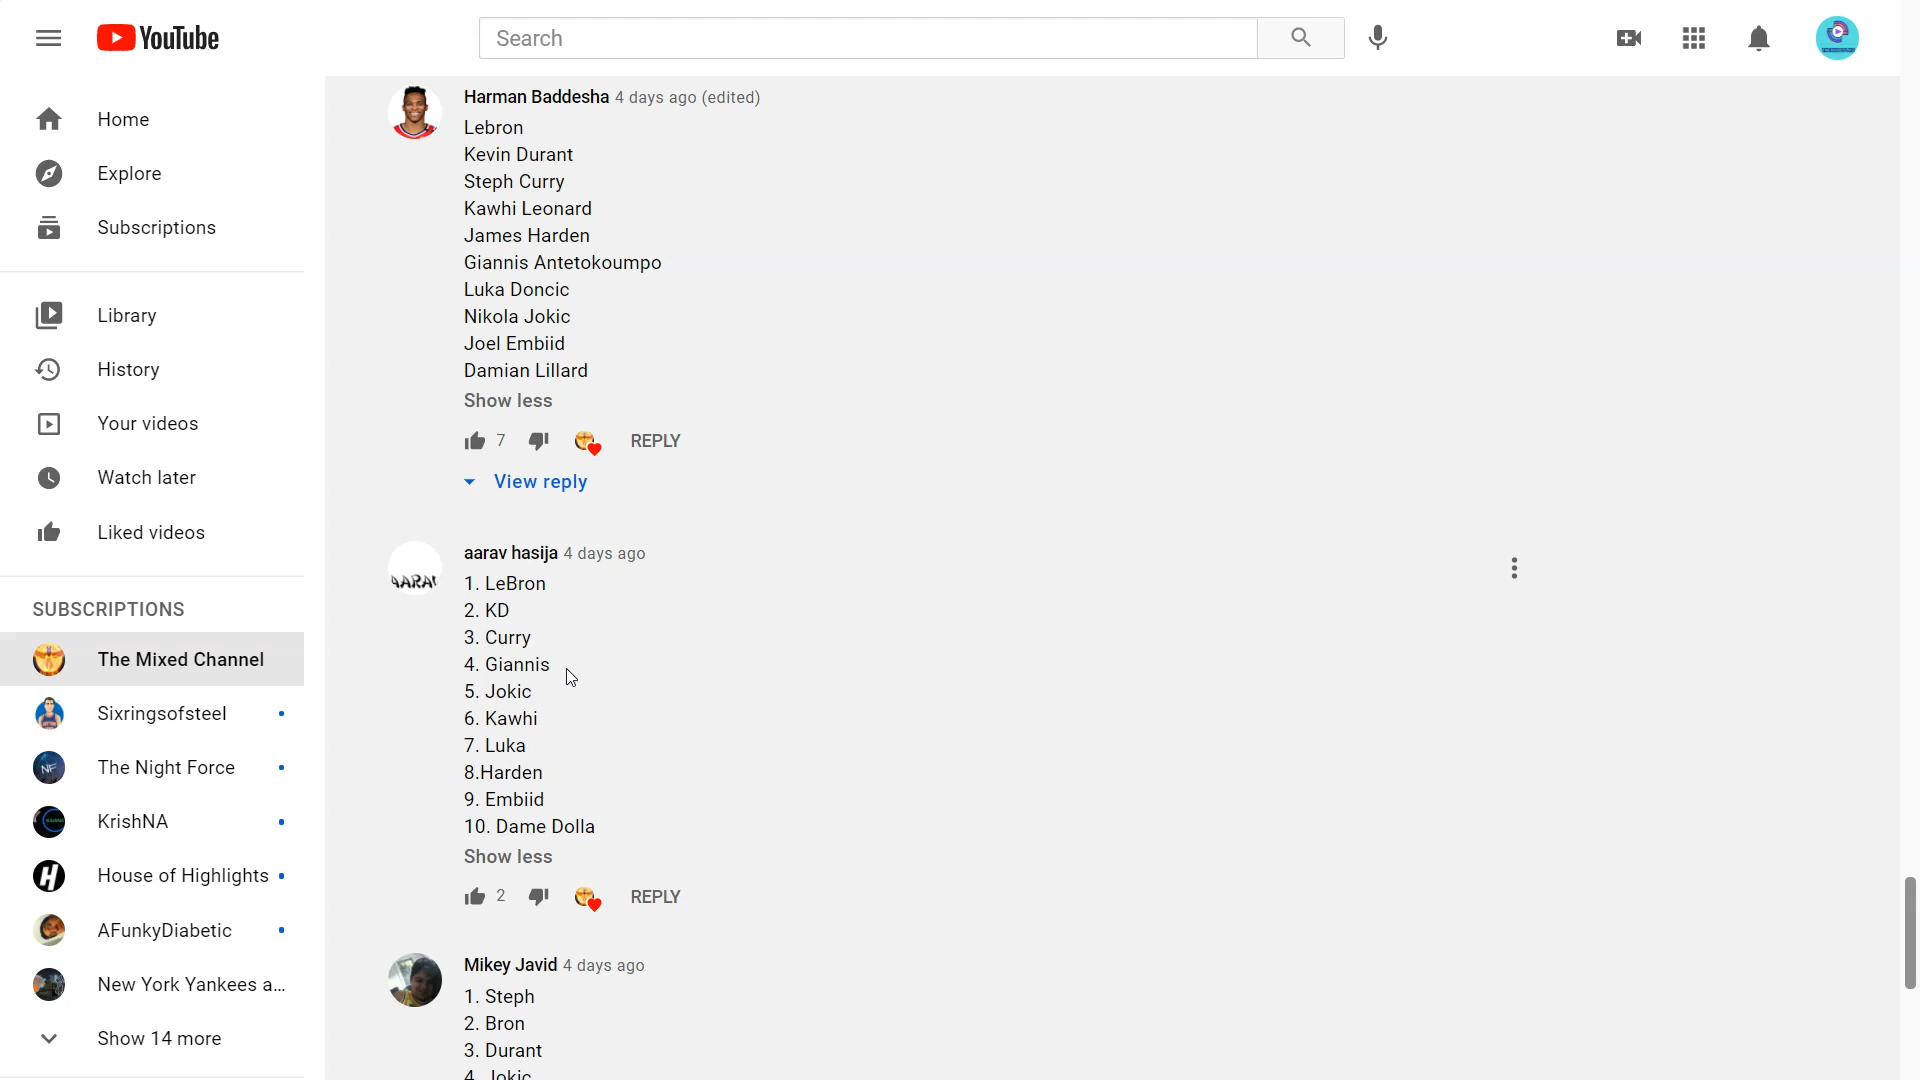 YouTube
Search
Home
Explore
Subscriptions
Library
History
Your videos
Watch later
Liked videos
SUBSCRIPTIONS
The Mixed Channel
Sixringsofsteel
The Night Force
KrishNA
House of Highlights
AFunkyDiabetic
New York Yankees a...
Show 14 more
Harman Baddesha 4 days ago (edited)
Lebron
Kevin Durant
Steph Curry
Kawhi Leonard
James Harden
Giannis Antetokoumpo
Luka Doncic
Nikola Jokic
Joel Embiid
Damian Lillard
Show less
7 REPLY
View reply
AARAV
aarav hasija 4 days ago
1. LeBron
2. KD
3. Curry
4. Giannis
5. Jokic
6. Kawhi
7. Luka
8.Harden
9. Embiid
10. Dame Dolla
Show less
2 REPLY
Mikey Javid 4 days ago
1. Steph
2. Bron
3. Durant
4. Jokic